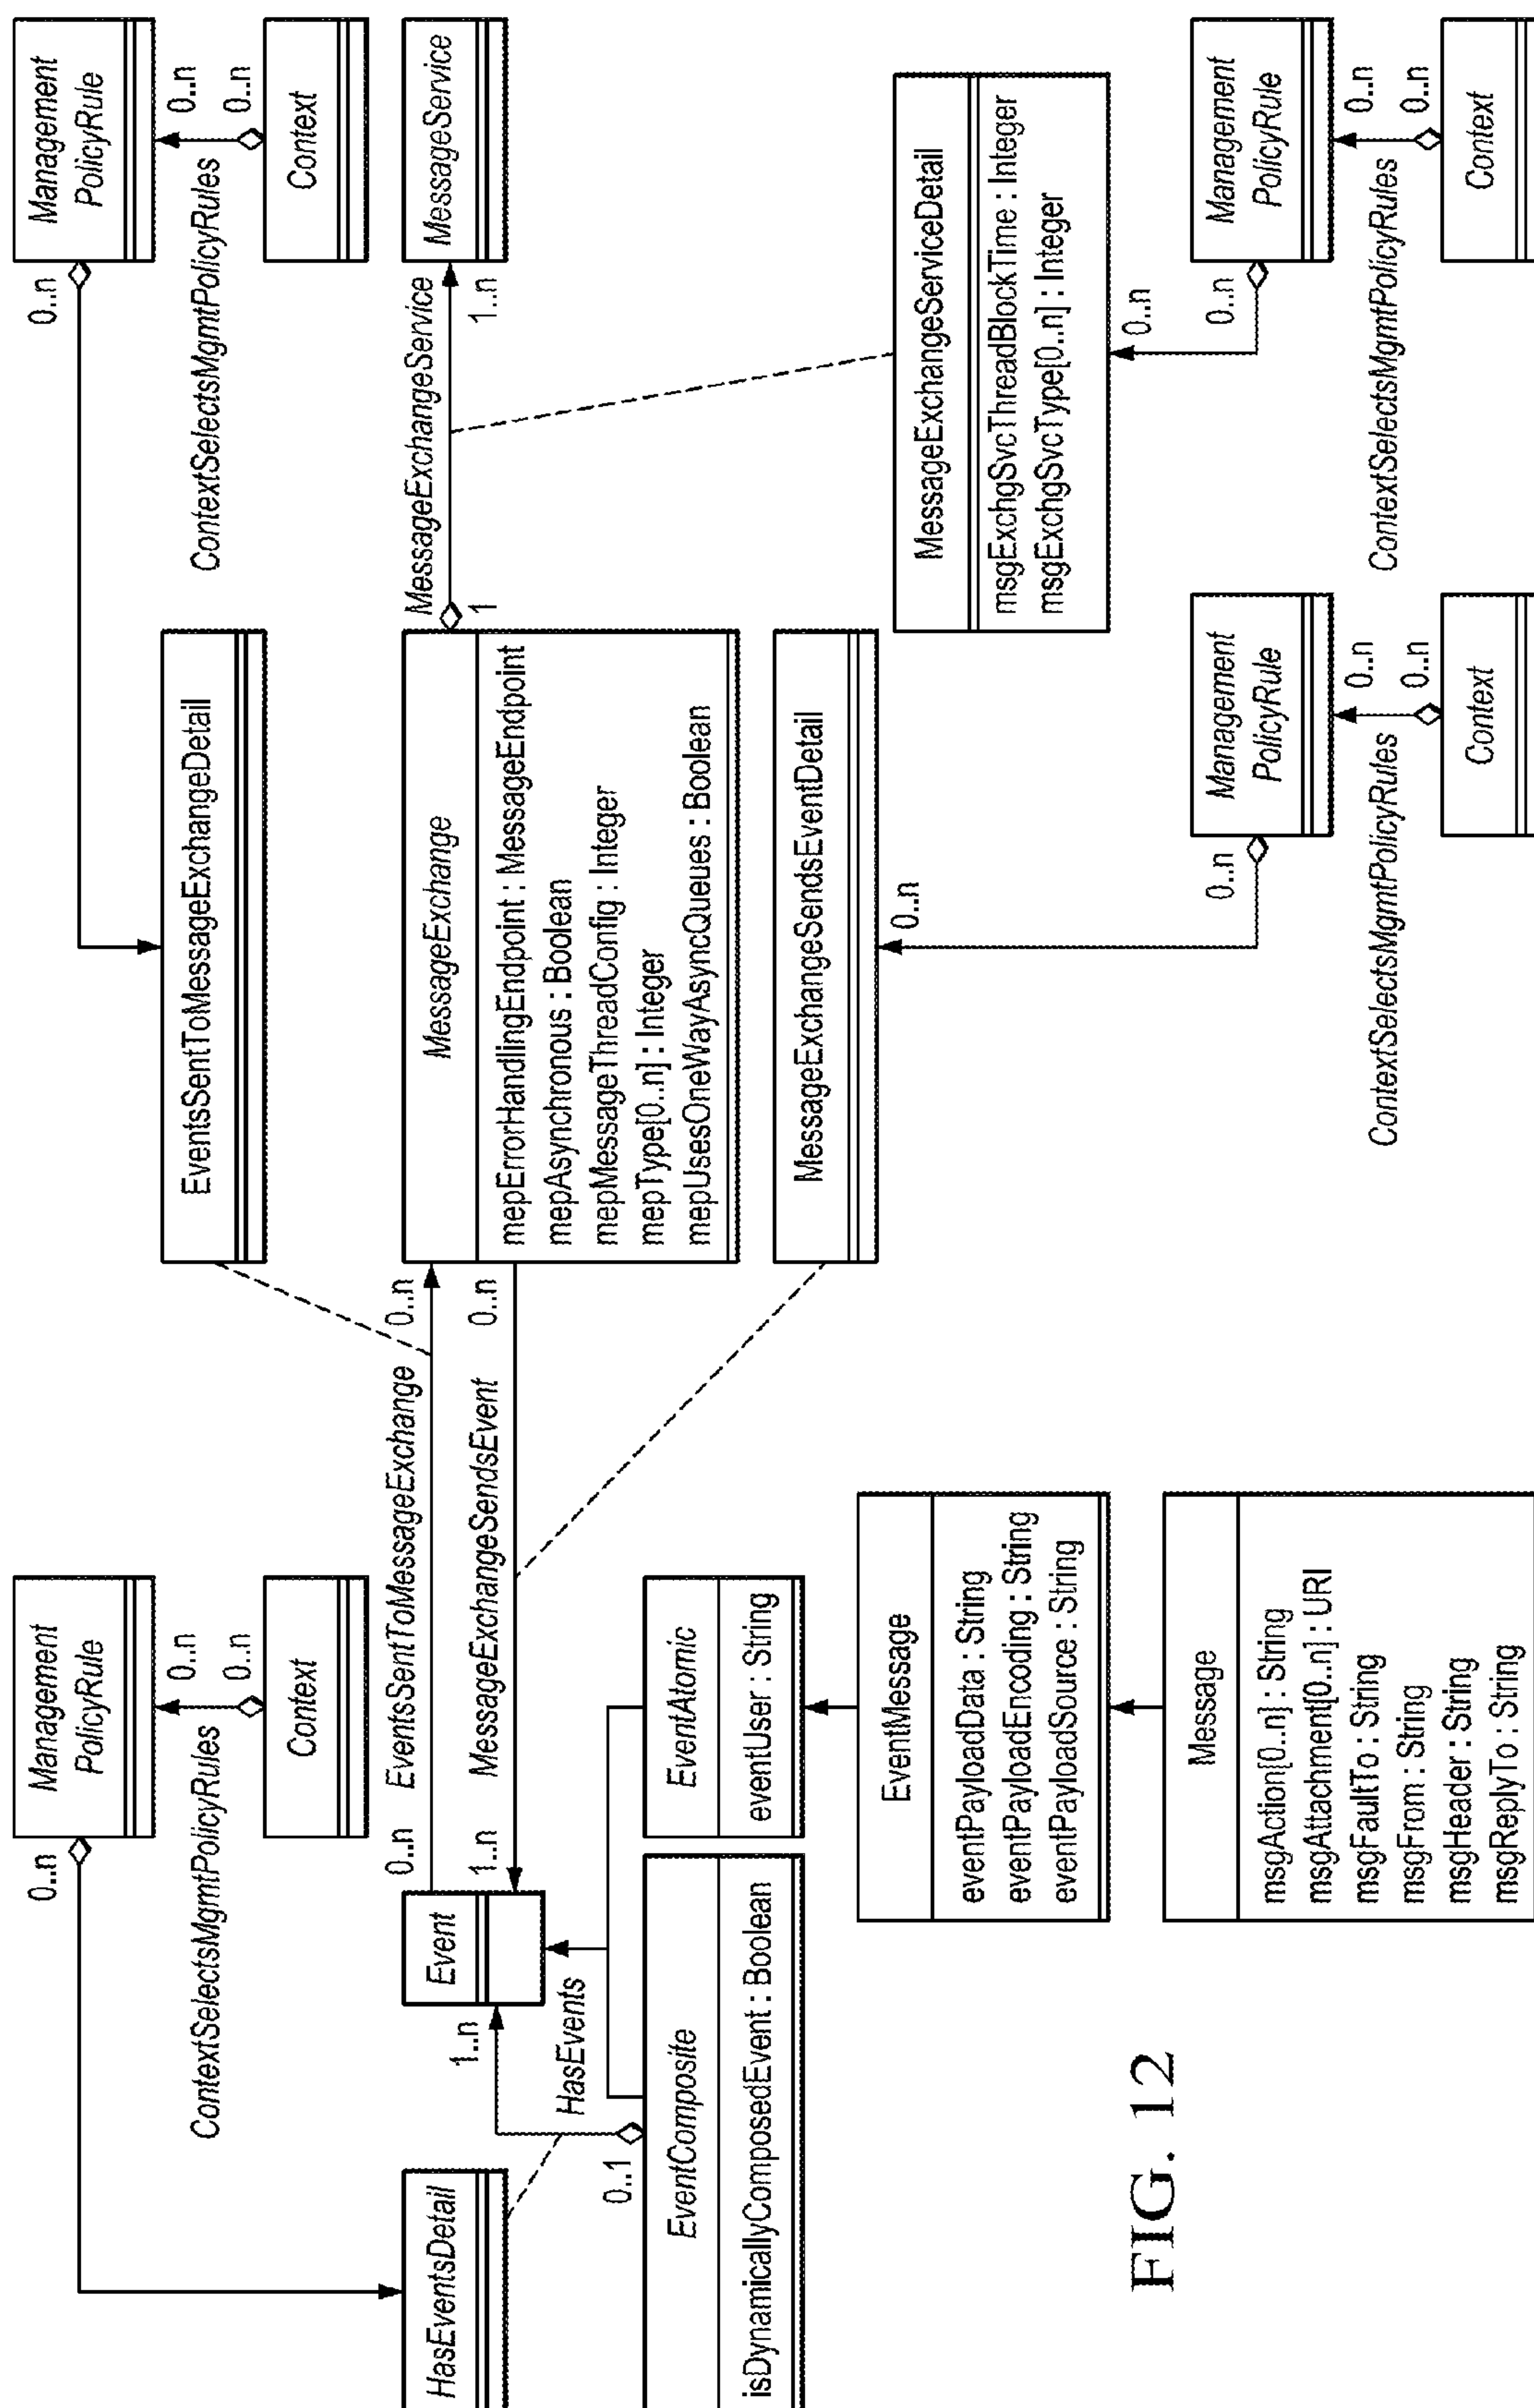 Management
PolicyRule
0..n
0..n
0..n
ContextSelectsMgmtPolicyRules
Context
Management
PolicyRule
0..n
0..n
0..n
ContextSelectsMgmtPolicyRules
Context
EventsSentToMessageExchangeDetail
HasEventsDetail
Event
0..n
EventsSentToMessageExchange
0..n
1..n
MessageExchangeSendsEvent
0..n
1..n
HasEvents
0..1
MessageExchange
mepErrorHandlingEndpoint : MessageEndpoint
mepAsynchronous : Boolean
mepMessageThreadConfig : Integer
mepType[0..n] : Integer
mepUsesOneWayAsyncQueues : Boolean
MessageExchangeService
1
1..n
MessageService
EventComposite
isDynamicallyComposedEvent : Boolean
EventAtomic
eventUser : String
MessageExchangeSendsEventDetail
0..n
EventMessage
eventPayloadData : String
eventPayloadEncoding : String
eventPayloadSource : String
MessageExchangeServiceDetail
msgExchgSvcThreadBlockTime : Integer
msgExchgSvcType[0..n] : Integer
0..n
Message
msgAction[0..n] : String
msgAttachment[0..n] : URI
msgFaultTo : String
msgFrom : String
msgHeader : String
msgReplyTo : String
0..n
Management
PolicyRule
0..n
0..n
ContextSelectsMgmtPolicyRules
Context
0..n
Management
PolicyRule
0..n
0..n
ContextSelectsMgmtPolicyRules
Context
FIG. 12